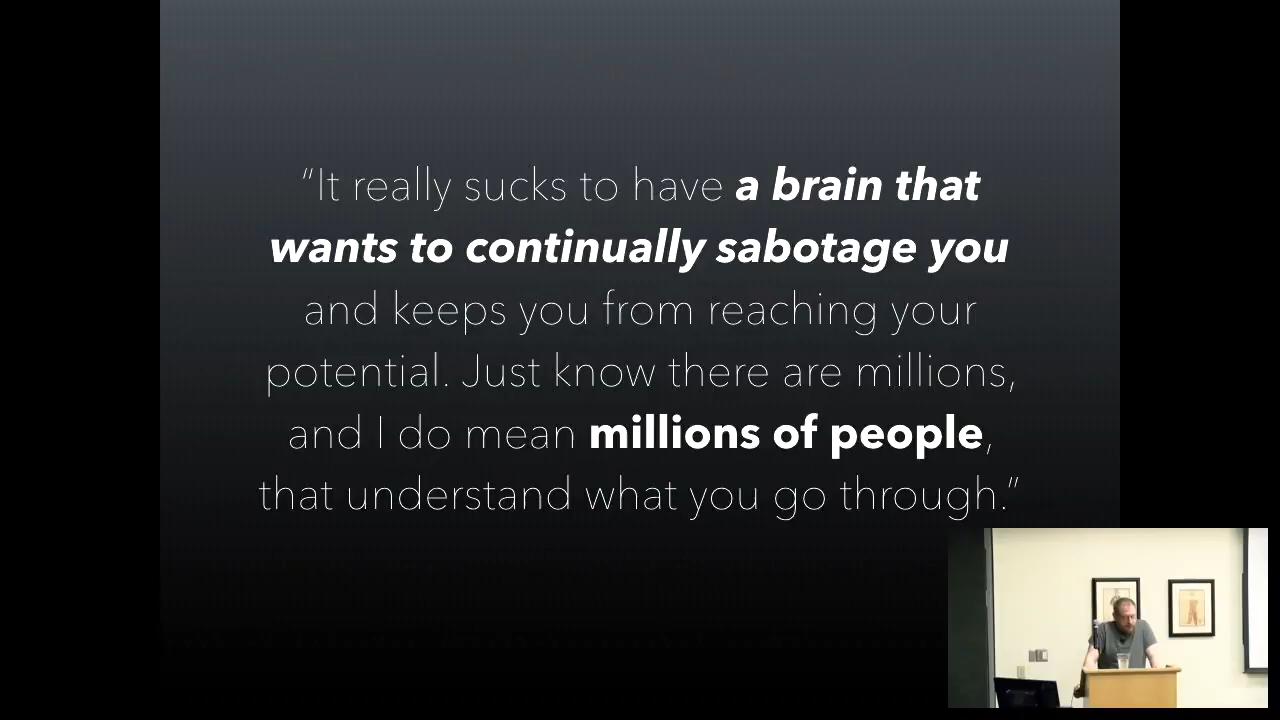 “It really sucks to have a brain that
wants to continually sabotage you
and keeps you from reaching your
potential. Just know there are millions,
and I do mean millions of people,
that understand what you go through.”